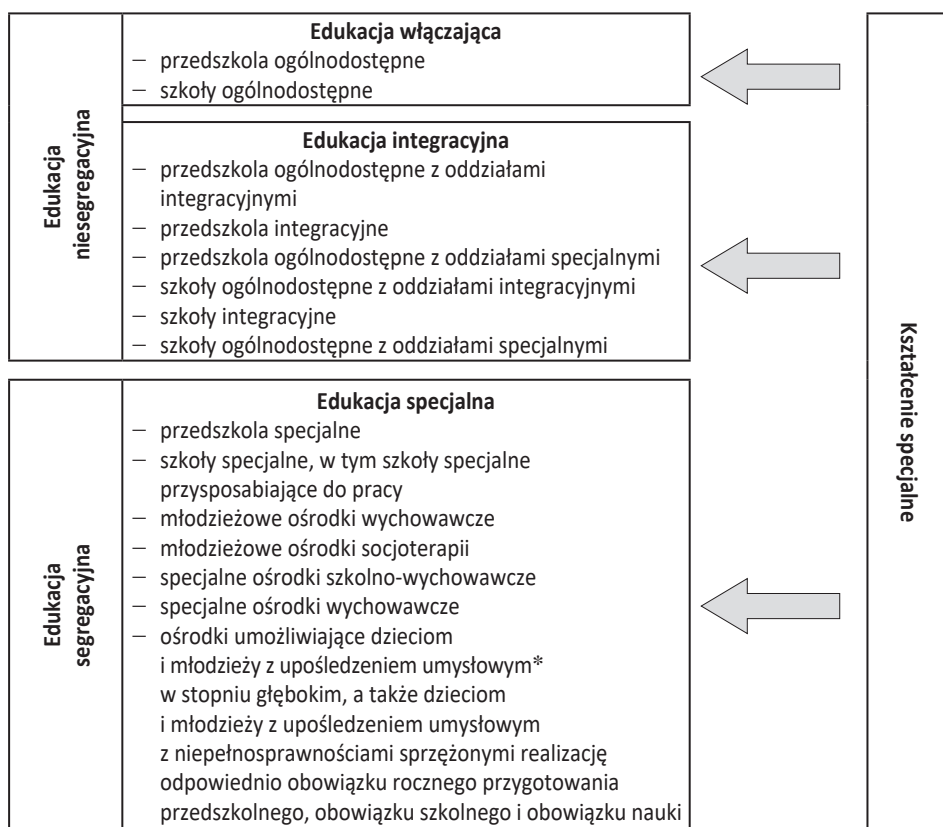 Edukacja
niesegregacyjna
Edukacja włączająca
– przedszkola ogólnodostępne
– szkoły ogólnodostępne
Edukacja integracyjna
– przedszkola ogólnodostępne z oddziałami
integracyjnymi
– przedszkola integracyjne
– przedszkola ogólnodostępne z oddziałami specjalnymi
– szkoły ogólnodostępne z oddziałami integracyjnymi
– szkoły integracyjne
– szkoły ogólnodostępne z oddziałami specjalnymi
Edukacja
segregacyjna
Edukacja specjalna
– przedszkola specjalne
– szkoły specjalne, w tym szkoły specjalne
przysposabiające do pracy
– młodzieżowe ośrodki wychowawcze
– młodzieżowe ośrodki socjoterapii
– specjalne ośrodki szkolno-wychowawcze
– specjalne ośrodki wychowawcze
– ośrodki umożliwiające dzieciom
i młodzieży z upośledzeniem umysłowym*
w stopniu głębokim, a także dzieciom
i młodzieży z upośledzeniem umysłowym
z niepełnosprawnościami sprzężonymi realizację
odpowiednio obowiązku rocznego przygotowania
przedszkolnego, obowiązku szkolnego i obowiązku nauki
Kształcenie specjalne